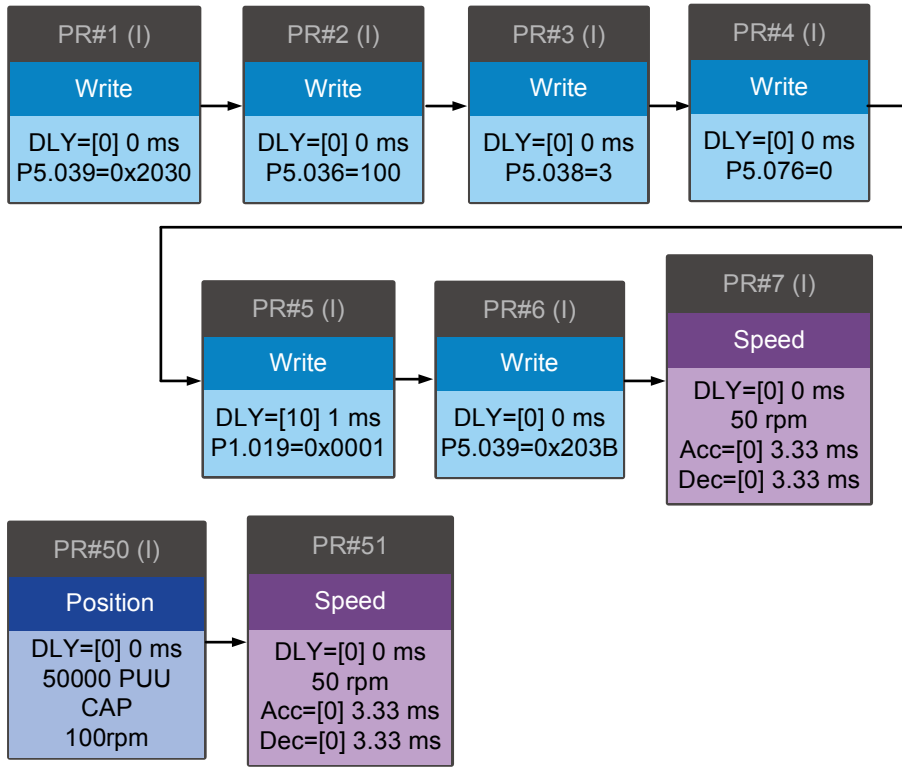 PR#1 (I)
Write
DLY=[0] 0 ms
P5.039=0x2030
PR#2 (I)
Write
DLY=[0] 0 ms
P5.036=100
PR#3 (I)
Write
DLY=[0] 0 ms
P5.038=3
PR#4 (I)
Write
DLY=[0] 0 ms
P5.076=0
PR#5 (I)
Write
DLY=[10] 1 ms
P1.019=0x0001
PR#6 (I)
Write
DLY=[0] 0 ms
P5.039=0x203B
PR#7 (I)
Speed
DLY=[0] 0 ms
50 rpm
Acc=[0] 3.33 ms
Dec=[0] 3.33 ms
PR#50 (I)
Position
DLY=[0] 0 ms
50000 PUU
CAP
100rpm
PR#51
Speed
DLY=[0] 0 ms
50 rpm
Acc=[0] 3.33 ms
Dec=[0] 3.33 ms